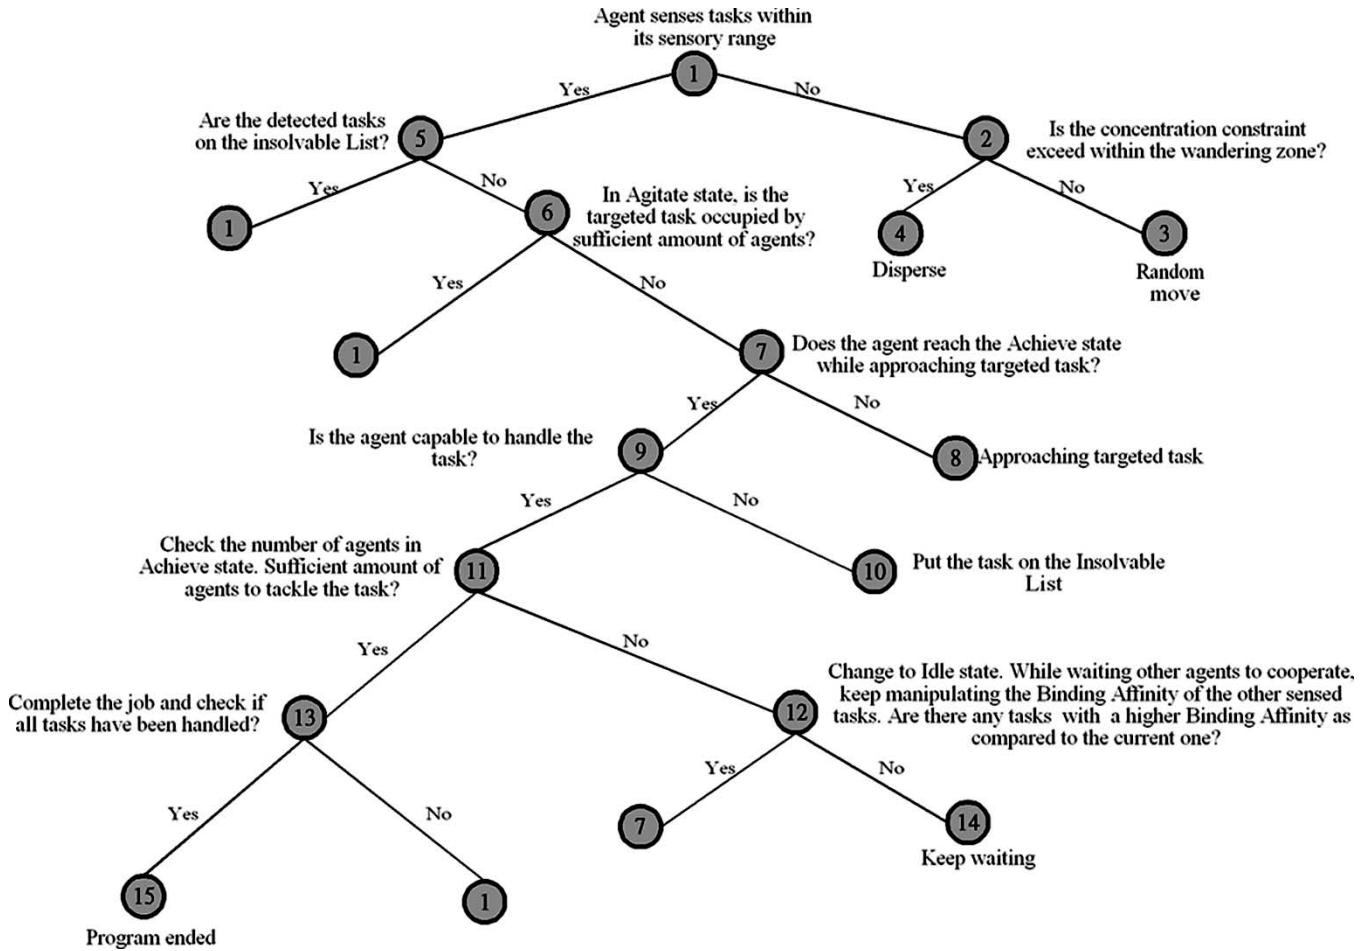 Agent senses tasks within
its sensory range
1
Yes
No
Are the detected tasks
on the insolvable List?
5
2
Is the concentration constraint
exceed within the wandering zone?
Yes
No
Yes
No
1
6
In Agitate state, is the
targeted task occupied by
sufficient amount of agents?
4
Disperse
3
Random
move
Yes
No
1
7
Does the agent reach the Achieve state
while approaching targeted task?
Yes
No
Is the agent capable to handle the
task?
9
8
Approaching targeted task
Yes
No
Check the number of agents in
Achieve state. Sufficient amount of
agents to tackle the task?
11
10
Put the task on the Insolvable
List
Yes
No
Complete the job and check if
all tasks have been handled?
13
12
Change to Idle state. While waiting other agents to cooperate,
keep manipulating the Binding Affinity of the other sensed
tasks. Are there any tasks with a higher Binding Affinity as
compared to the current one?
Yes
No
Yes
No
7
14
Keep waiting
15
Program ended
1